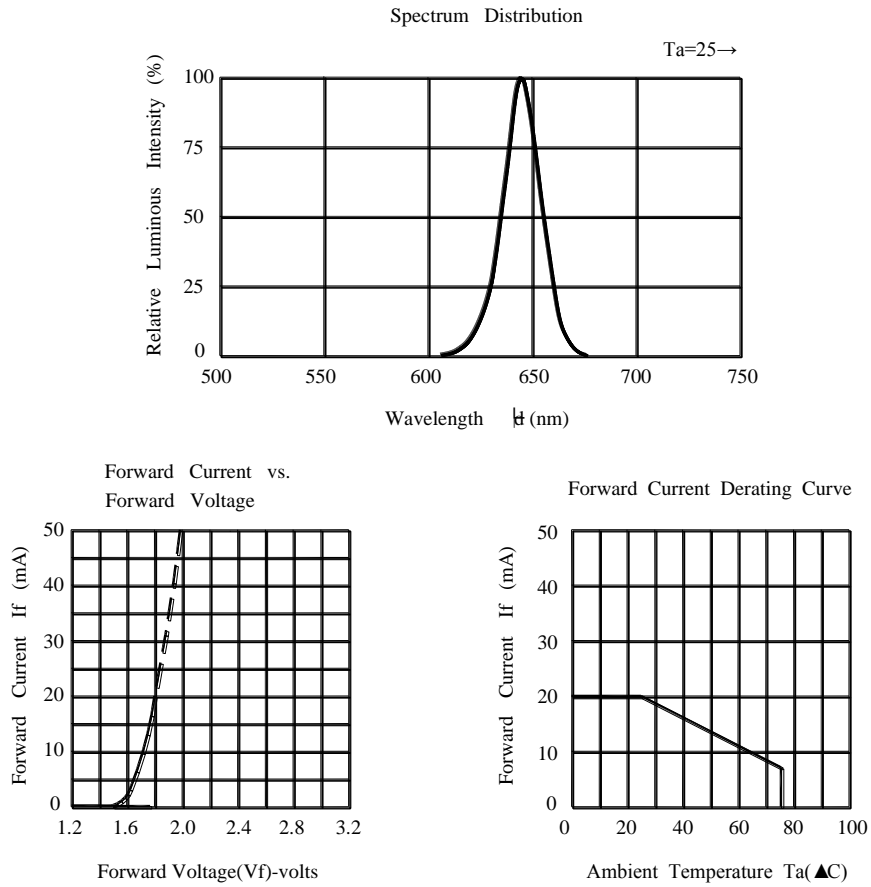 Spectrum Distribution
Ta=25→
Relative Luminous Intensity (%)
100
75
50
25
0
500 550 600 650 700 750
Wavelength (nm)
Forward Current vs.
Forward Voltage
Forward Current If (mA)
50
40
30
20
10
0
1.2 1.6 2.0 2.4 2.8 3.2
Forward Voltage(Vf)-volts
Forward Current Derating Curve
Forward Current If (mA)
50
40
30
20
10
0
0 20 40 60 80 100
Ambient Temperature Ta(▲C)